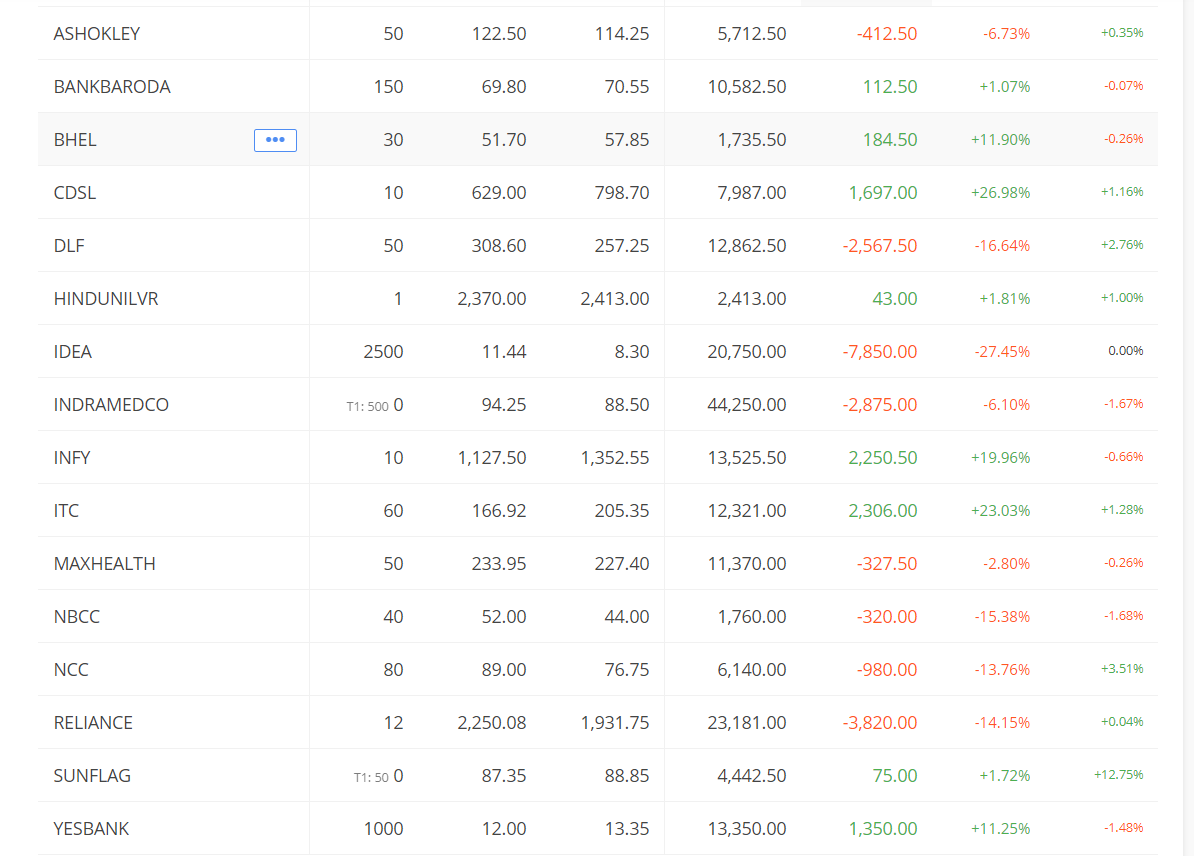 ASHOKLEY 50 122.50 114.25 5,712.50 -412.50 -6.73% +0.35%
BANKBARODA 150 69.80 70.55 10,582.50 112.50 +1.07% -0.07%
BHEL ••• 30 51.70 57.85 1,735.50 184.50 +11.90% -0.26%
CDSL 10 629.00 798.70 7,987.00 1,697.00 +26.98% +1.16%
DLF 50 308.60 257.25 12,862.50 -2,567.50 -16.64% +2.76%
HINDUNILVR 1 2,370.00 2,413.00 2,413.00 43.00 +1.81% +1.00%
IDEA 2500 11.44 8.30 20,750.00 -7,850.00 -27.45% 0.00%
INDRAMEDCO T1: 500 0 94.25 88.50 44,250.00 -2,875.00 -6.10% -1.67%
INFY 10 1,127.50 1,352.55 13,525.50 2,250.50 +19.96% -0.66%
ITC 60 166.92 205.35 12,321.00 2,306.00 +23.03% +1.28%
MAXHEALTH 50 233.95 227.40 11,370.00 -327.50 -2.80% -0.26%
NBCC 40 52.00 44.00 1,760.00 -320.00 -15.38% -1.68%
NCC 80 89.00 76.75 6,140.00 -980.00 -13.76% +3.51%
RELIANCE 12 2,250.08 1,931.75 23,181.00 -3,820.00 -14.15% +0.04%
SUNFLAG T1: 50 0 87.35 88.85 4,442.50 75.00 +1.72% +12.75%
YESBANK 1000 12.00 13.35 13,350.00 1,350.00 +11.25% -1.48%